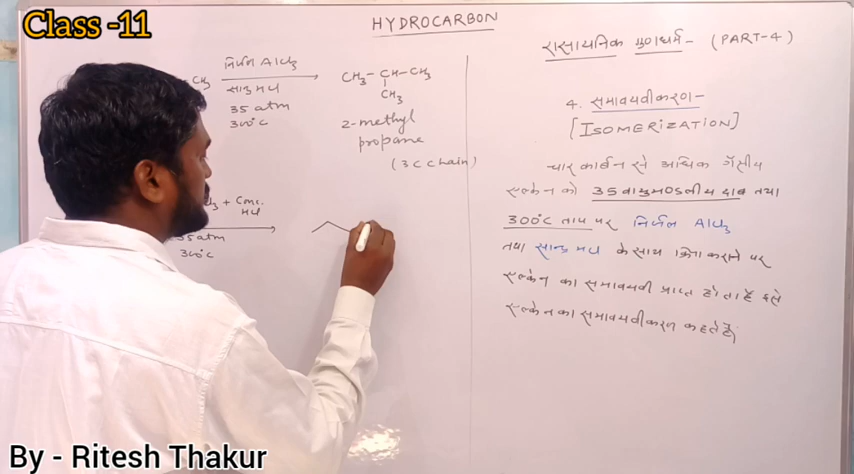 Class -11
HYDROCARBON
CH3
निर्जल AlCl3
सान्द्र HCl
35 atm
300°C
CH3-CH-CH3
CH3
2-methyl
propane
(3C Chain)
+ Conc.
HCl
35 atm
300°C
रासायनिक गुणधर्म- (PART-4)
4. समावयवीकरण-
[ISOMERIZATION]
चार कार्बन से अधिक
एल्केन को 35 वायुमण्डलीय दाब तथा
300°C ताप पर निर्जल AlCl3
तथा सान्द्र HCl के साथ क्रिया कराने पर
एल्केन का समावयवी प्राप्त होता है इसे
एल्केन का समावयवीकरण कहते हैं
By - Ritesh Thakur